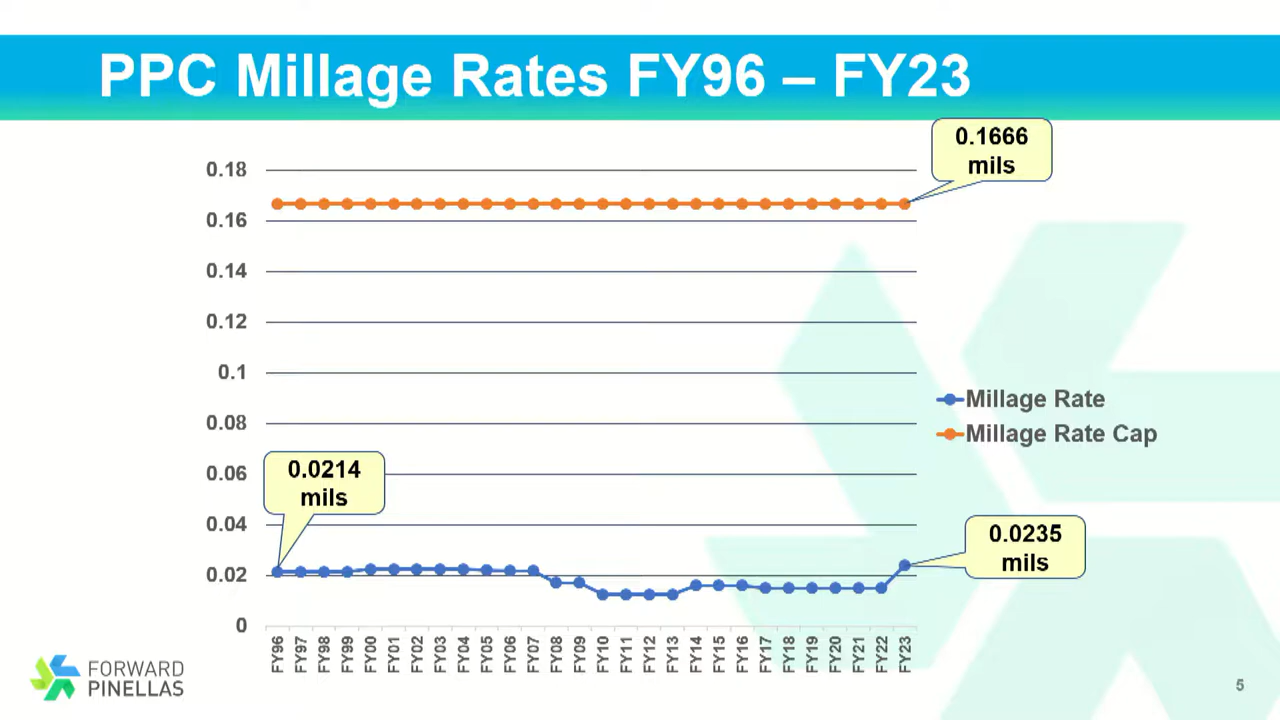 PPC Millage Rates FY96 – FY23
0.1666
mils
0.18
0.16
0.14
0.12
0.1
0.08
0.06
0.04
0.02
0
0.0214
mils
0.0235
mils
Millage Rate
Millage Rate Cap
FY96
FY97
FY98
FY99
FY00
FY01
FY02
FY03
FY04
FY05
FY06
FY07
FY08
FY09
FY10
FY11
FY12
FY13
FY14
FY15
FY16
FY17
FY18
FY19
FY20
FY21
FY22
FY23
FORWARD
PINELLAS
5